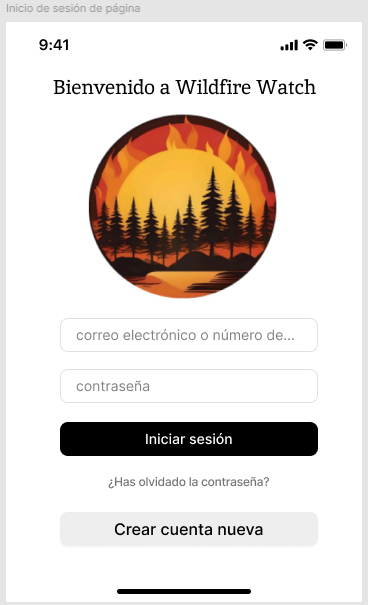 Inicio de sesión de página
9:41
Bienvenido a Wildfire Watch
correo electrónico o número de...
contraseña
Iniciar sesión
¿Has olvidado la contraseña?
Crear cuenta nueva